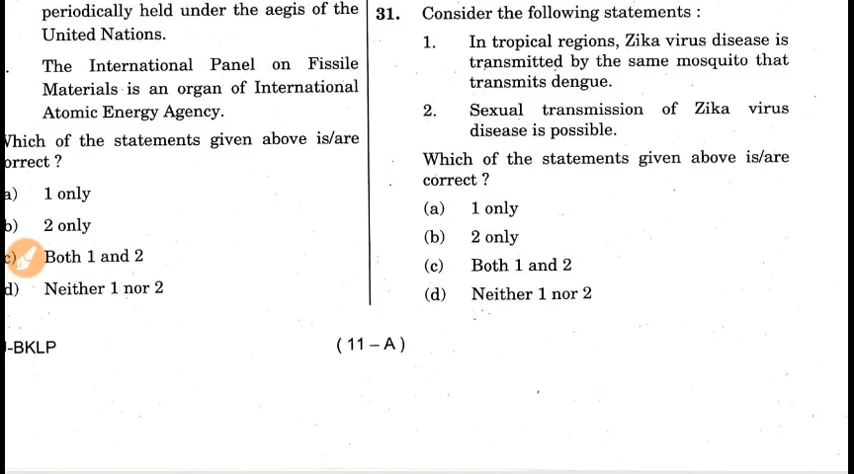 periodically held under the aegis of the
United Nations.
The International Panel on Fissile
Materials is an organ of International
Atomic Energy Agency.
Which of the statements given above is/are
correct ?
a) 1 only
b) 2 only
c) Both 1 and 2
d) Neither 1 nor 2
-BKLP
( 11 – A )
31. Consider the following statements :
1. In tropical regions, Zika virus disease is
transmitted by the same mosquito that
transmits dengue.
2. Sexual transmission of Zika virus
disease is possible.
Which of the statements given above is/are
correct ?
(a) 1 only
(b) 2 only
(c) Both 1 and 2
(d) Neither 1 nor 2